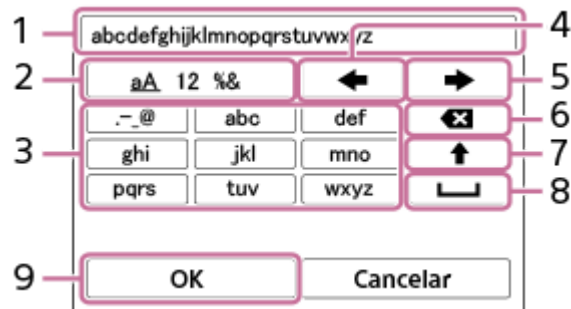 1 abcdefghijklmnopqrstuvwxyz 4
2 aA 12 %& 5
.-_@ abc def 6
3 ghi jkl mno 7
pqrs tuv wxyz 8
9 OK Cancelar